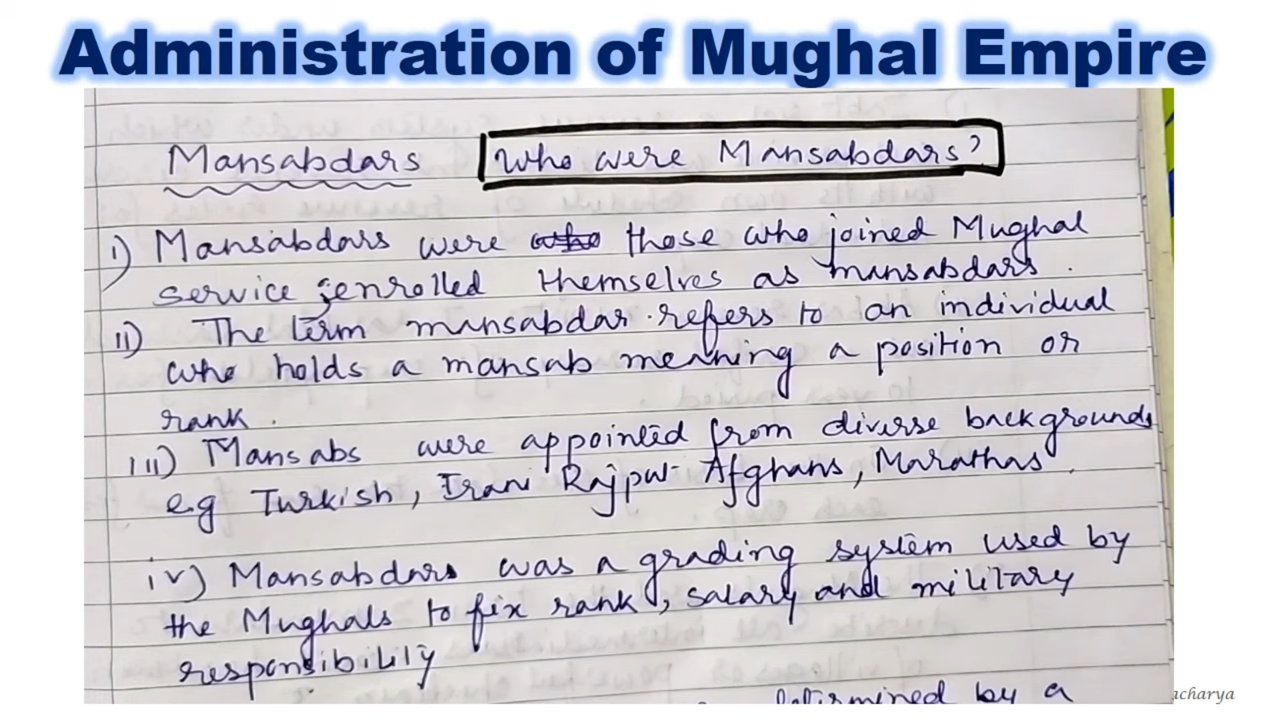 Administration of Mughal Empire
Mansabdars Who were Mansabdars?
i) Mansabdars were those who joined Mughal
service & enrolled themselves as mansabdars.
ii) The term mansabdar refers to an individual
who holds a mansab meaning a position or
rank.
iii) Mansabs were appointed from diverse backgrounds
e.g Turkish, Irani Rajput Afghans, Marathas.
iv) Mansabdars was a grading system used by
the Mughals to fix rank, salary and military
responsibility
determined by a
acharya